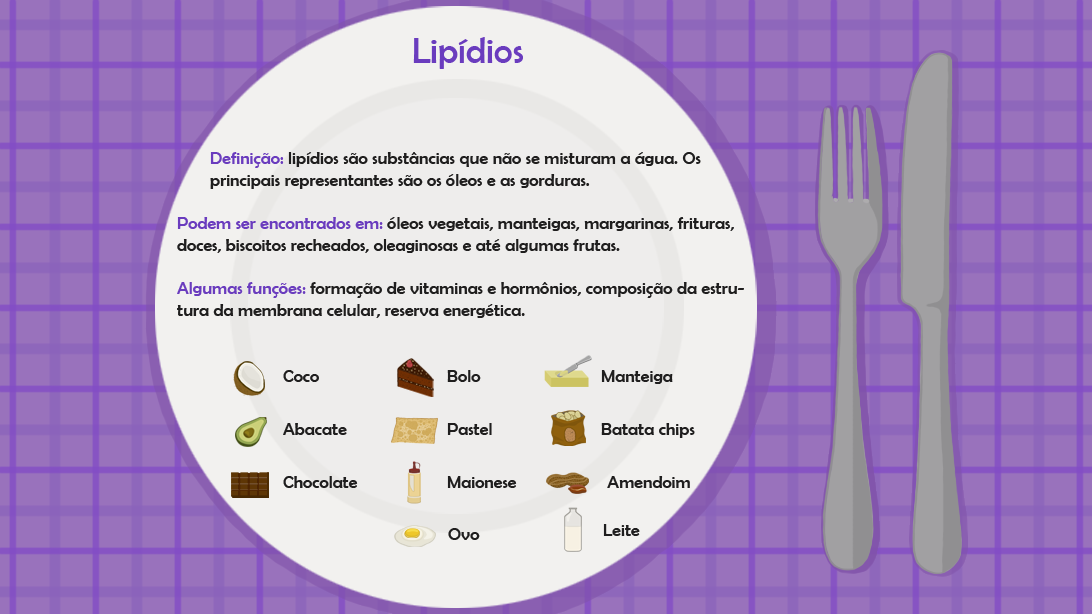 Lipídios
Definição: lipídios são substâncias que não se misturam a água. Os
principais representantes são os óleos e as gorduras.
Podem ser encontrados em: óleos vegetais, manteigas, margarinas, frituras,
doces, biscoitos recheados, oleaginosas e até algumas frutas.
Algumas funções: formação de vitaminas e hormônios, composição da estru-
tura da membrana celular, reserva energética.
Coco Bolo Manteiga
Abacate Pastel Batata chips
Chocolate Maionese Amendoim
Ovo Leite